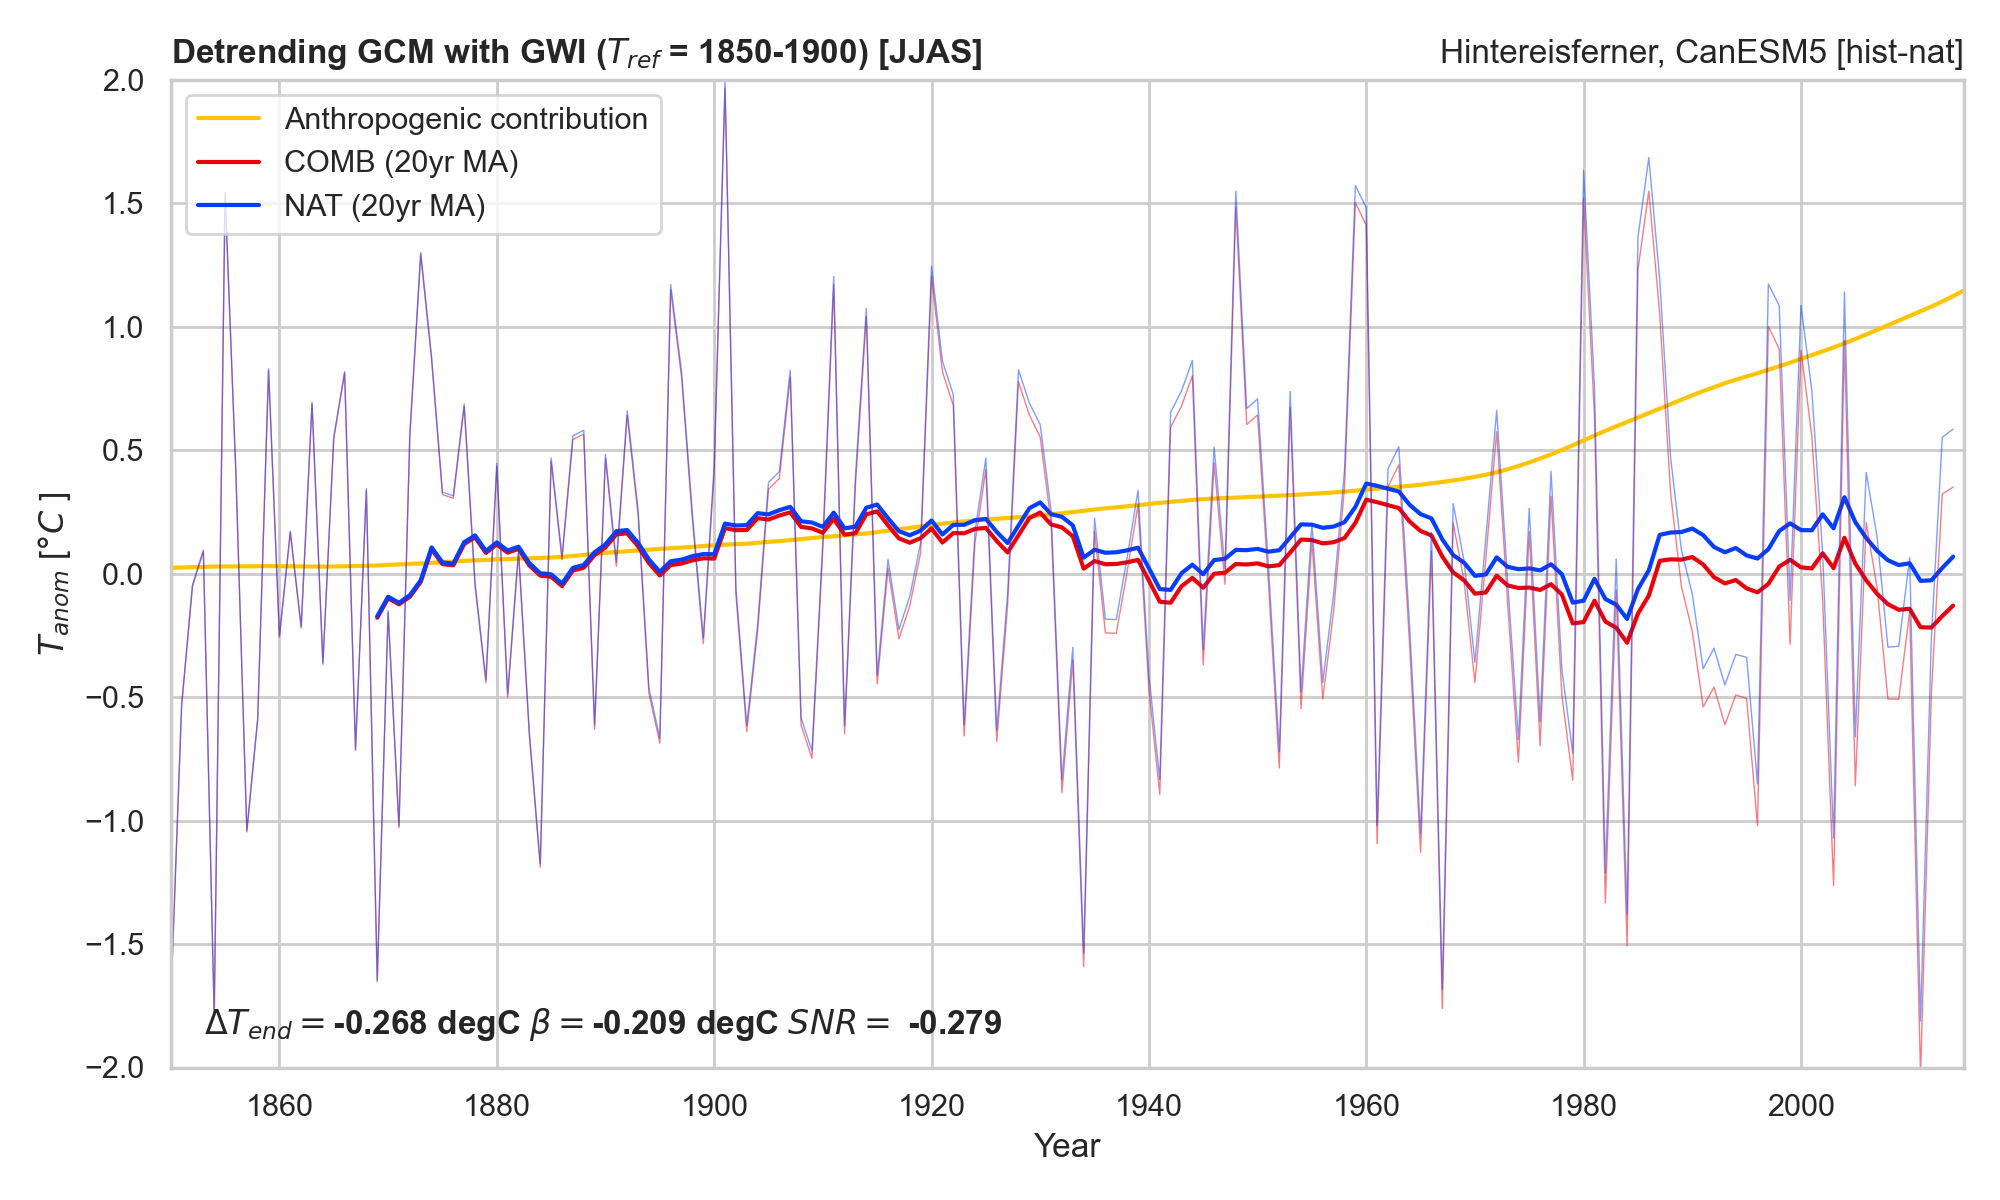 Detrending GCM with GWI (T_ref = 1850-1900) [JJAS]
Hintereisferner, CanESM5 [hist-nat]
Anthropogenic contribution
COMB (20yr MA)
NAT (20yr MA)
2.0
1.5
1.0
0.5
0.0
−0.5
−1.0
−1.5
−2.0
T_anom [°C]
ΔT_end = -0.268 degC β = -0.209 degC SNR = -0.279
1860 1880 1900 1920 1940 1960 1980 2000
Year